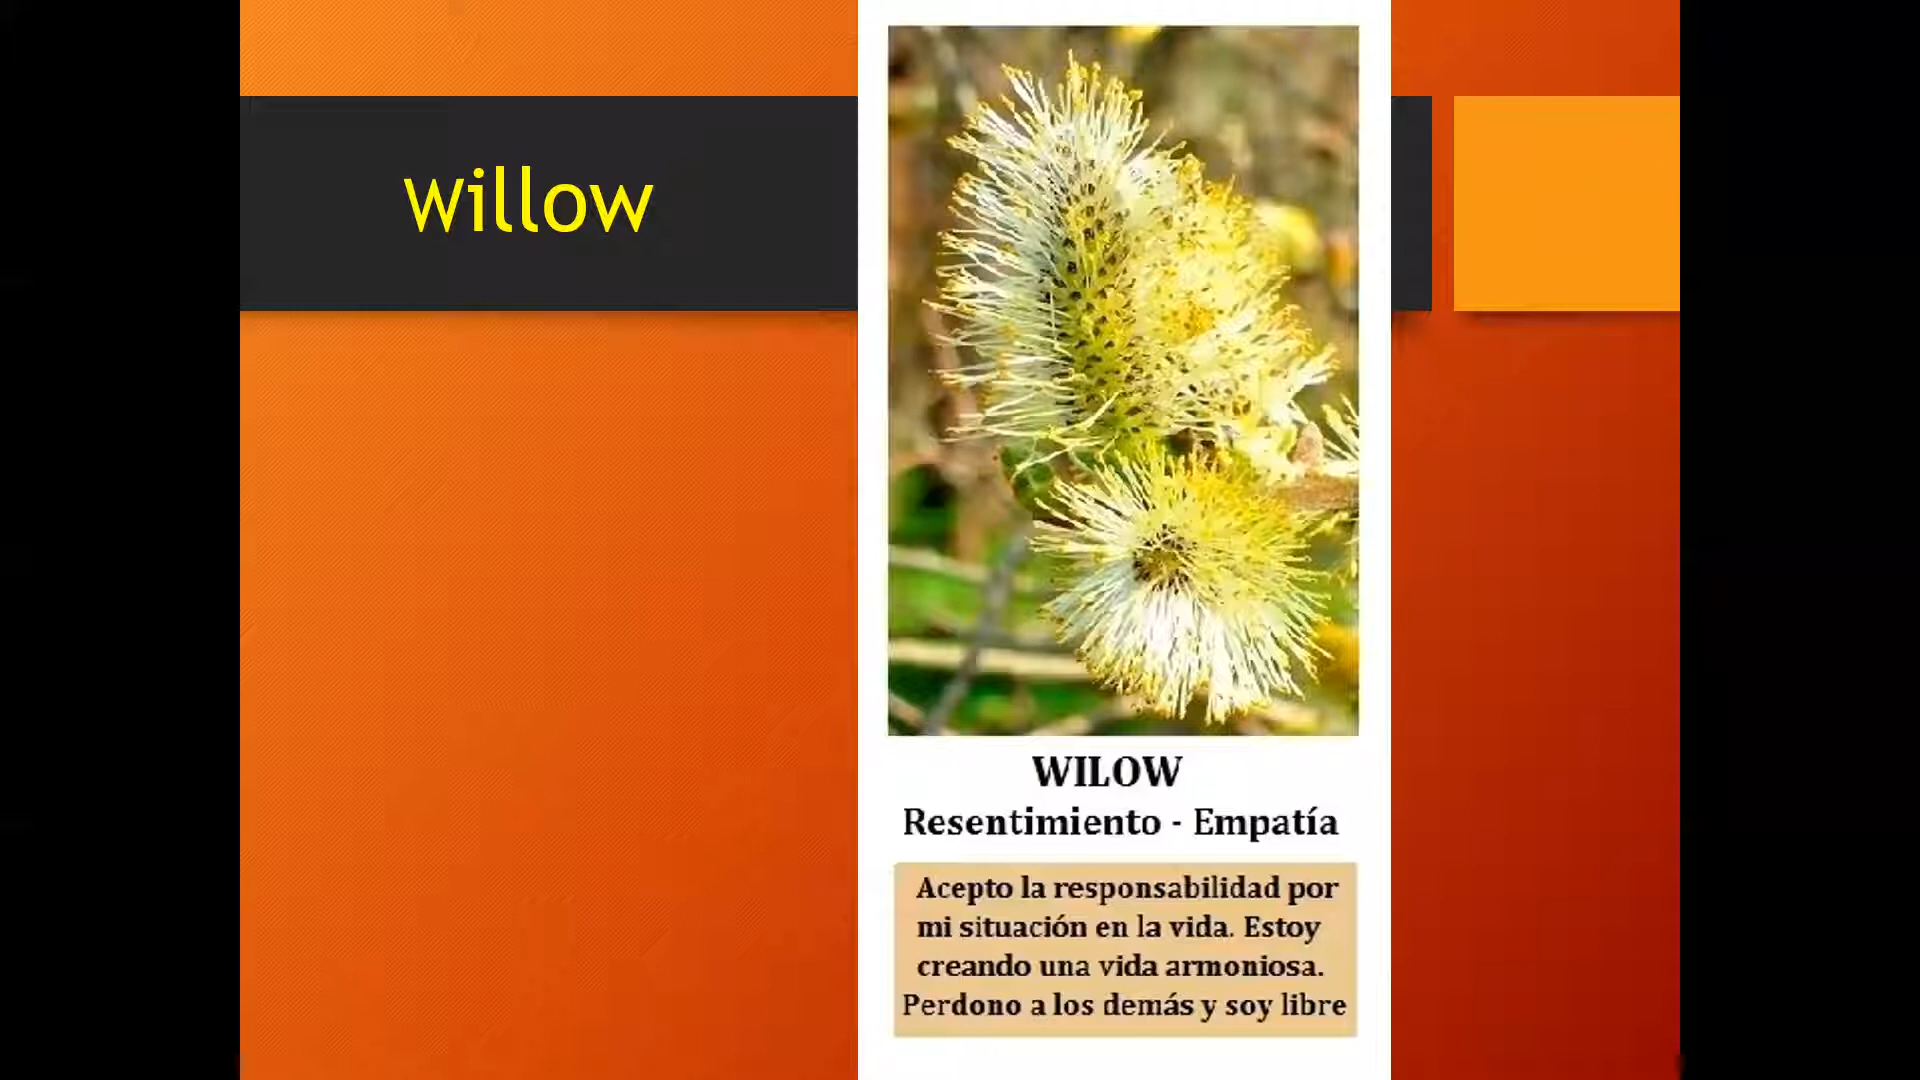 Willow
WILOW
Resentimiento - Empatía
Acepto la responsabilidad por
mi situación en la vida. Estoy
creando una vida armoniosa.
Perdono a los demás y soy libre